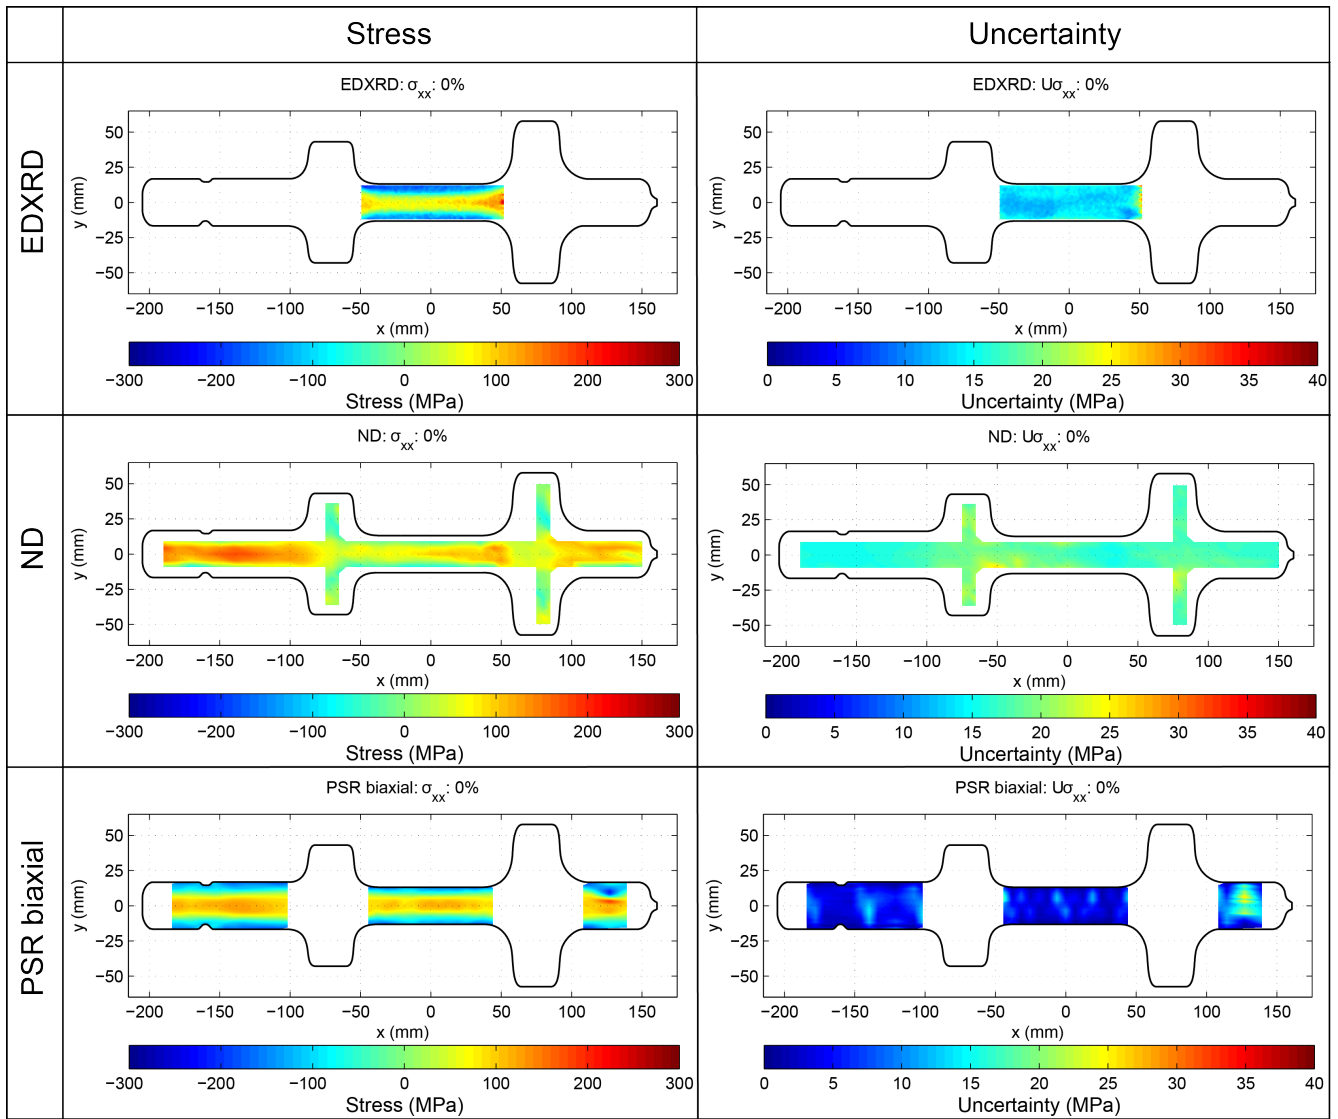 Stress
Uncertainty
EDXRD
EDXRD: σxx: 0%
y (mm)
50
25
0
−25
−50
−200 −150 −100 −50 0 50 100 150
x (mm)
−300 −200 −100 0 100 200 300
Stress (MPa)
EDXRD: Uσxx: 0%
y (mm)
50
25
0
−25
−50
−200 −150 −100 −50 0 50 100 150
x (mm)
0 5 10 15 20 25 30 35 40
Uncertainty (MPa)
ND
ND: σxx: 0%
y (mm)
50
25
0
−25
−50
−200 −150 −100 −50 0 50 100 150
x (mm)
−300 −200 −100 0 100 200 300
Stress (MPa)
ND: Uσxx: 0%
y (mm)
50
25
0
−25
−50
−200 −150 −100 −50 0 50 100 150
x (mm)
0 5 10 15 20 25 30 35 40
Uncertainty (MPa)
PSR biaxial
PSR biaxial: σxx: 0%
y (mm)
50
25
0
−25
−50
−200 −150 −100 −50 0 50 100 150
x (mm)
−300 −200 −100 0 100 200 300
Stress (MPa)
PSR biaxial: Uσxx: 0%
y (mm)
50
25
0
−25
−50
−200 −150 −100 −50 0 50 100 150
x (mm)
0 5 10 15 20 25 30 35 40
Uncertainty (MPa)